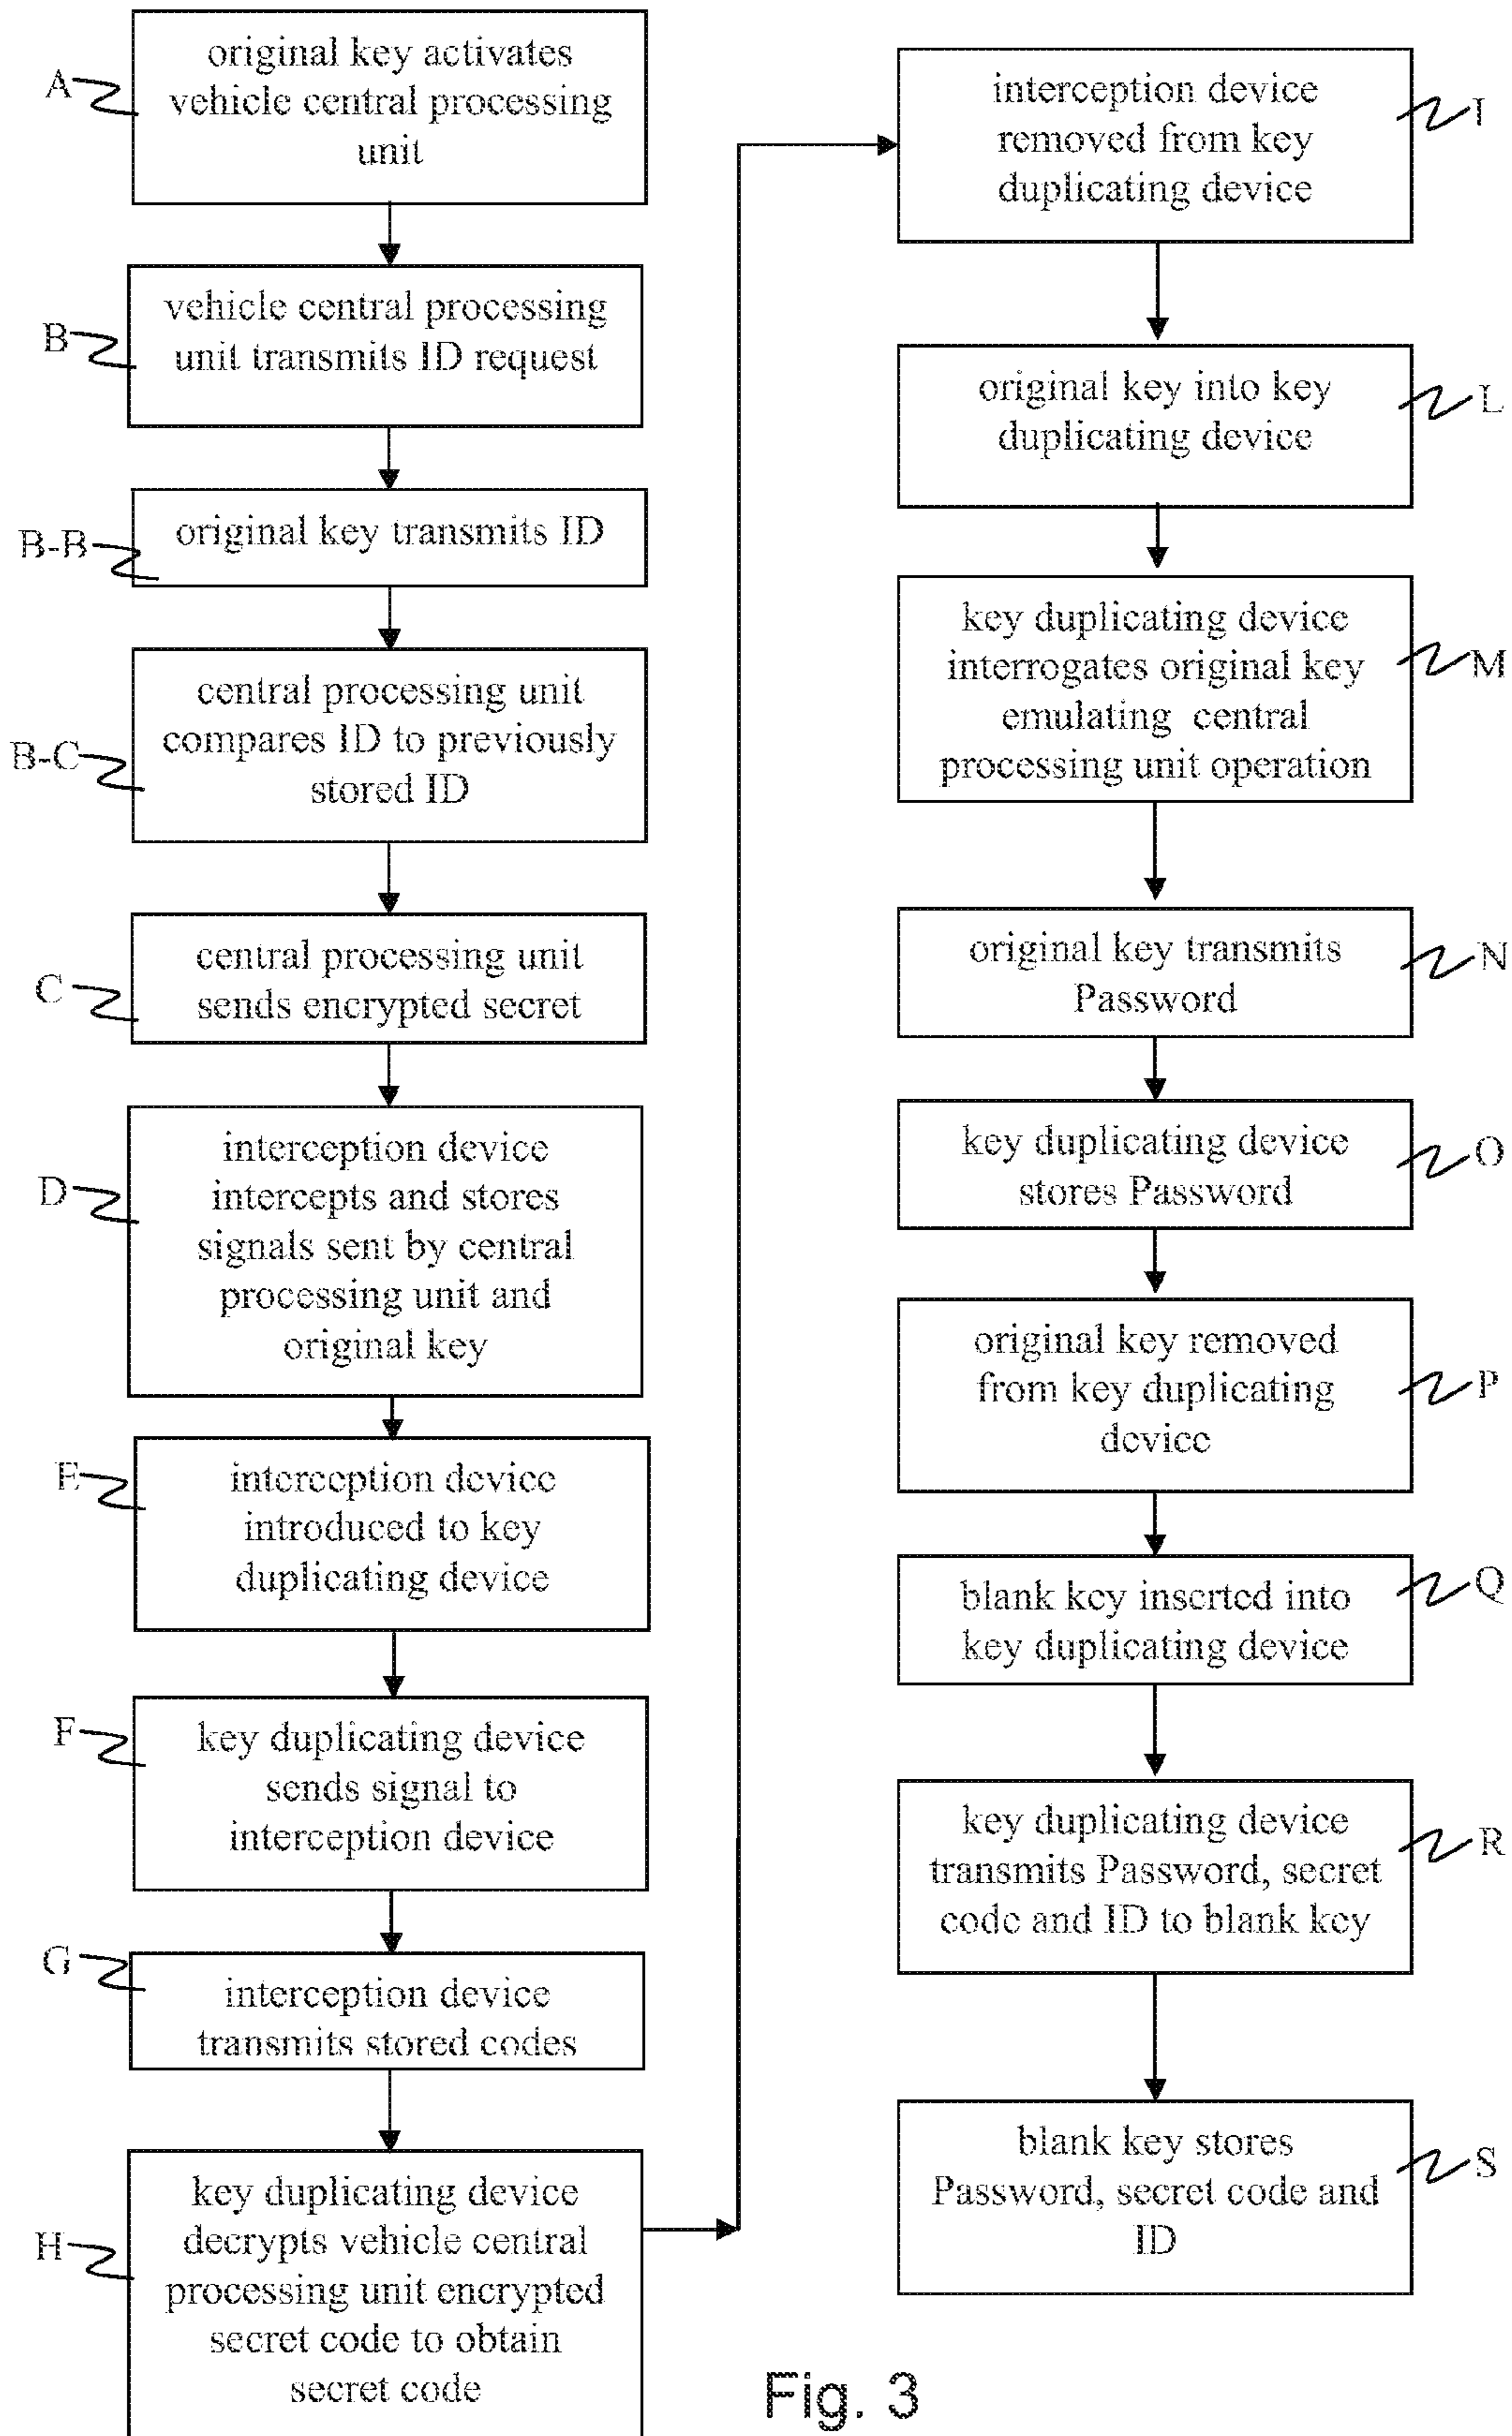 A
original key activates
vehicle central processing
unit
B
vehicle central processing
unit transmits ID request
B-B
original key transmits ID
B-C
central processing unit
compares ID to previously
stored ID
C
central processing unit
sends encrypted secret
D
interception device
intercepts and stores
signals sent by central
processing unit and
original key
E
interception device
introduced to key
duplicating device
F
key duplicating device
sends signal to
interception device
G
interception device
transmits stored codes
H
key duplicating device
decrypts vehicle central
processing unit encrypted
secret code to obtain
secret code
interception device
removed from key
duplicating device
I
original key into key
duplicating device
L
key duplicating device
interrogates original key
emulating central
processing unit operation
M
original key transmits
Password
N
key duplicating device
stores Password
O
original key removed
from key duplicating
device
P
blank key inserted into
key duplicating device
Q
key duplicating device
transmits Password, secret
code and ID to blank key
R
blank key stores
Password, secret code and
ID
S
Fig. 3